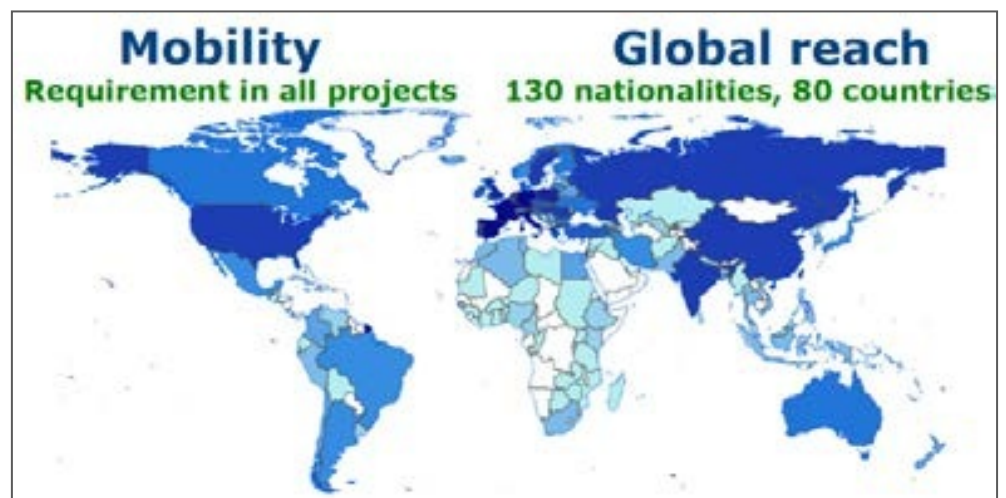 Mobility
Requirement in all projects
Global reach
130 nationalities, 80 countries